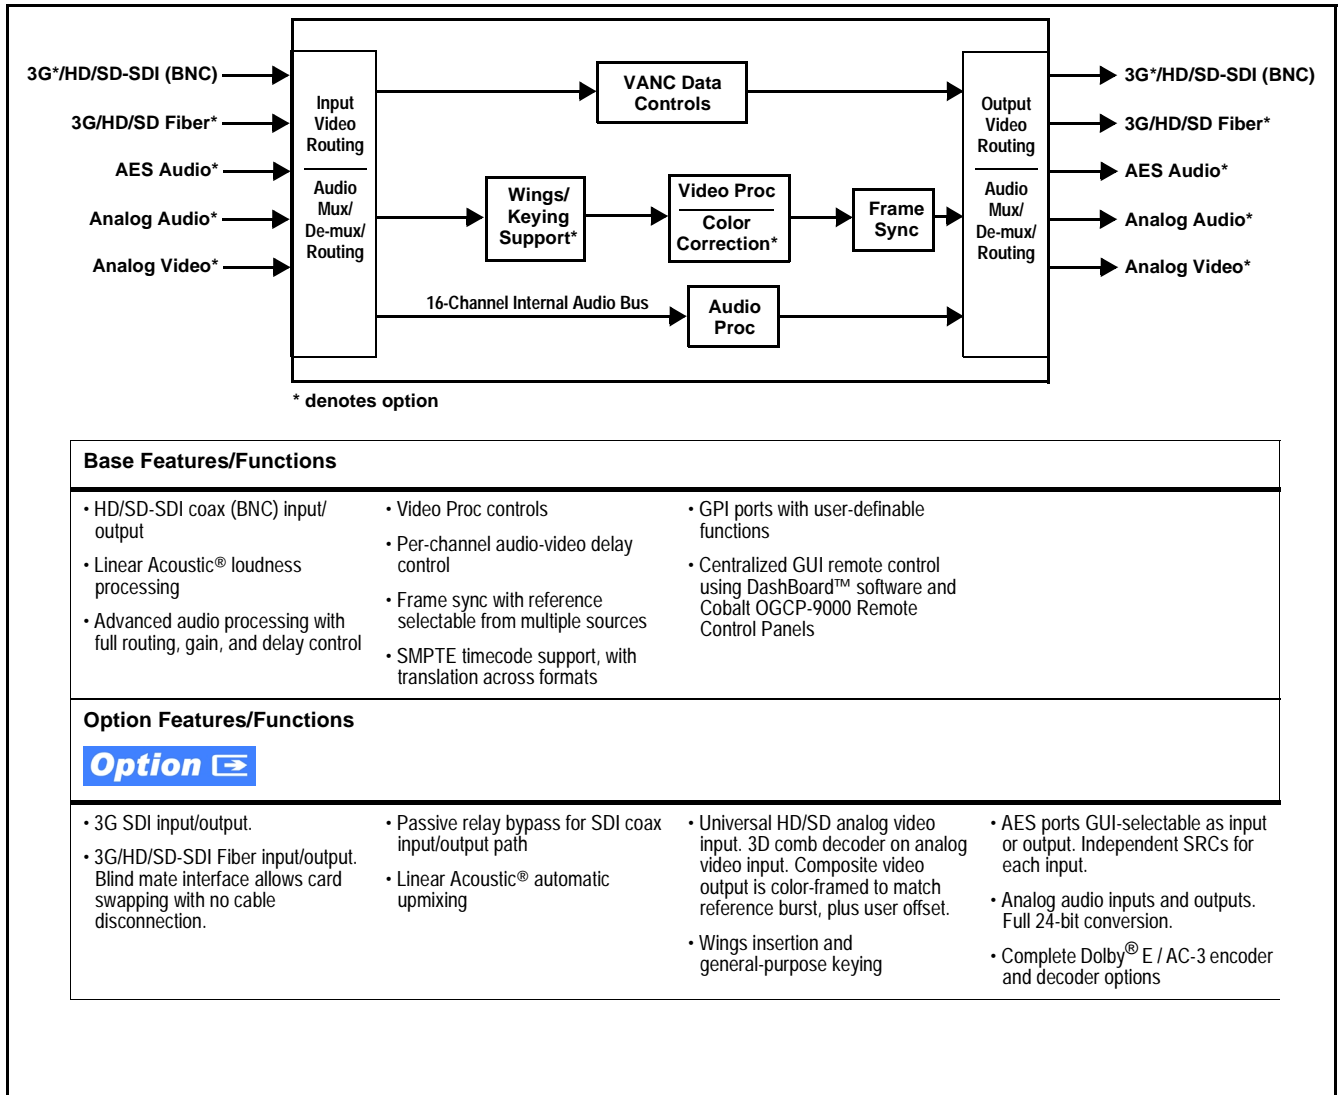 3G*/HD/SD-SDI (BNC)
3G/HD/SD Fiber*
AES Audio*
Analog Audio*
Analog Video*
Input
Video
Routing
Audio
Mux/
De-mux/
Routing
VANC Data
Controls
Wings/
Keying
Support*
Video Proc
Color
Correction*
Frame
Sync
16-Channel Internal Audio Bus
Audio
Proc
Output
Video
Routing
Audio
Mux/
De-mux/
Routing
3G*/HD/SD-SDI (BNC)
3G/HD/SD Fiber*
AES Audio*
Analog Audio*
Analog Video*
* denotes option
Base Features/Functions
• HD/SD-SDI coax (BNC) input/
output
• Linear Acoustic® loudness
processing
• Advanced audio processing with
full routing, gain, and delay control
• Video Proc controls
• Per-channel audio-video delay
control
• Frame sync with reference
selectable from multiple sources
• SMPTE timecode support, with
translation across formats
• GPI ports with user-definable
functions
• Centralized GUI remote control
using DashBoard™ software and
Cobalt OGCP-9000 Remote
Control Panels
Option Features/Functions
Option
• 3G SDI input/output.
• 3G/HD/SD-SDI Fiber input/output.
Blind mate interface allows card
swapping with no cable
disconnection.
• Passive relay bypass for SDI coax
input/output path
• Linear Acoustic® automatic
upmixing
• Universal HD/SD analog video
input. 3D comb decoder on analog
video input. Composite video
output is color-framed to match
reference burst, plus user offset.
• Wings insertion and
general-purpose keying
• AES ports GUI-selectable as input
or output. Independent SRCs for
each input.
• Analog audio inputs and outputs.
Full 24-bit conversion.
• Complete Dolby® E / AC-3 encoder
and decoder options